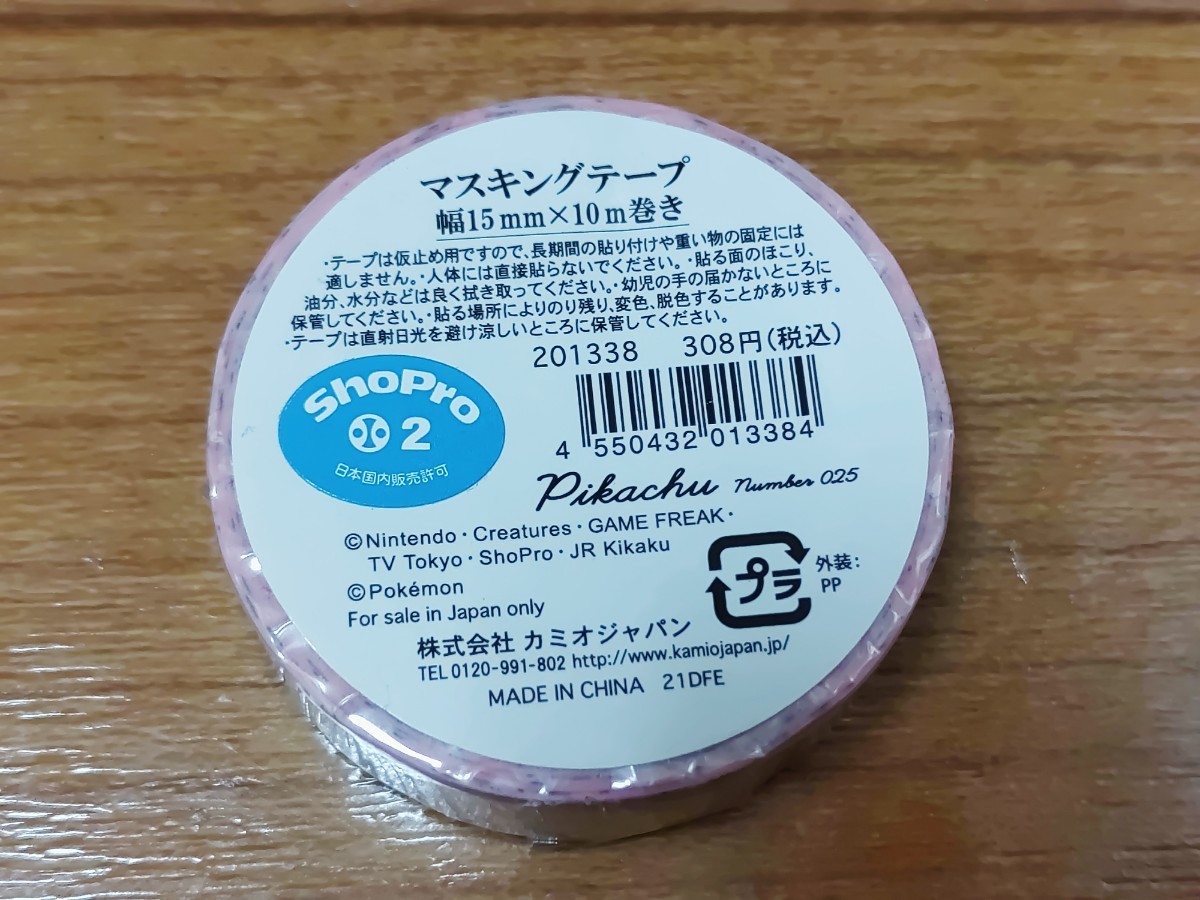 マスキングテープ
幅15mm×10m巻き
・テープは仮止め用ですので、長期間の貼り付けや重い物の固定には
適しません。・人体には直接貼らないでください。・貼る面のほこり、
油分、水分などは良く拭き取ってください。・幼児の手の届かないところに
保管してください。・貼る場所によりのり残り、変色、脱色することがあります。
・テープは直射日光を避け涼しいところに保管してください。
201338 308円(税込)
4 550432 013384
ShoPro
2
日本国内販売許可
Pikachu Number 025
©Nintendo・Creatures・GAME FREAK・
TV Tokyo・ShoPro・JR Kikaku
©Pokémon
For sale in Japan only
プラ
外装:
PP
株式会社 カミオジャパン
TEL 0120-991-802 http://www.kamiojapan.jp/
MADE IN CHINA 21DFE